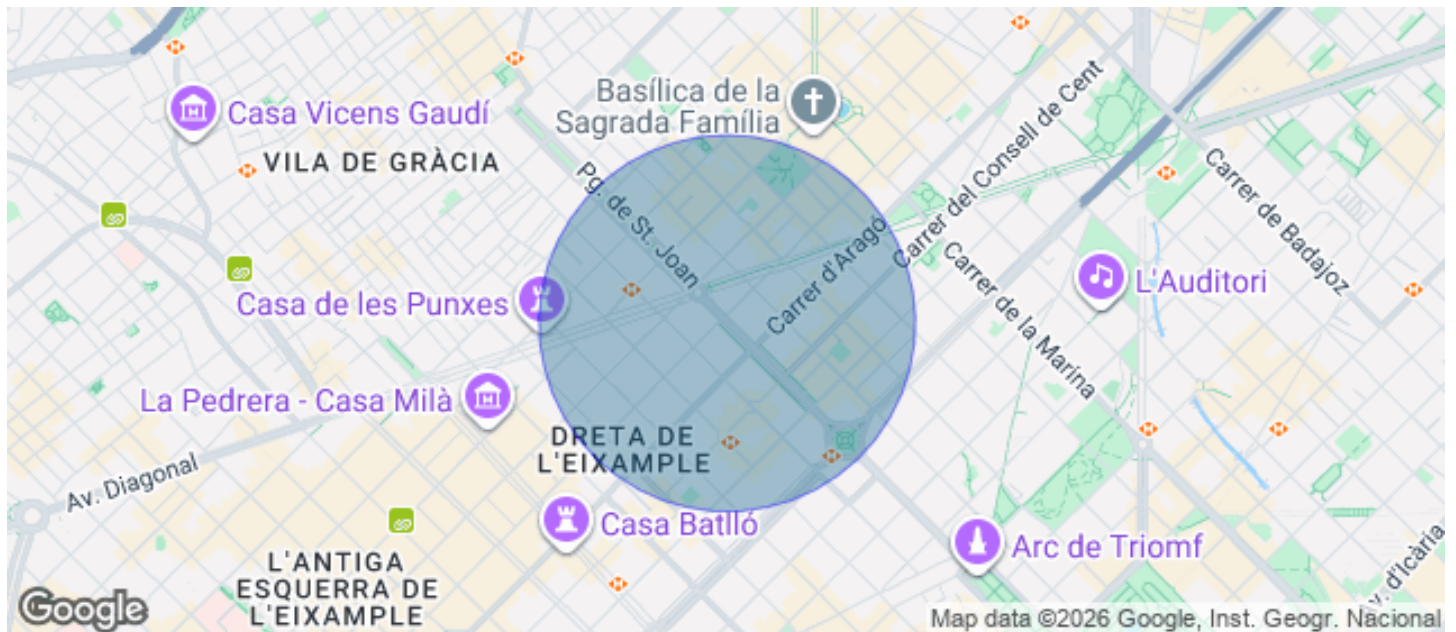 Basílica de la
Sagrada Família
Casa Vicens Gaudí
VILA DE GRÀCIA
Pg. de St. Joan
Carrer del Consell de Cent
Carrer de Badajoz
Carrer d'Aragó
Carrer de la Marina
L'Auditori
Casa de les Punxes
La Pedrera - Casa Milà
DRETA DE
L'EIXAMPLE
Av. Diagonal
Casa Batlló
Arc de Triomf
L'ANTIGA
ESQUERRA DE
L'EIXAMPLE
Av. d'Icària
Google
Map data ©2026 Google, Inst. Geogr. Nacional